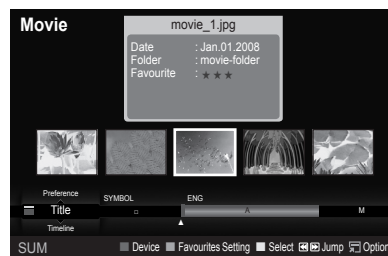 Movie
movie_1.jpg
Date : Jan.01.2008
Folder : movie-folder
Favourite : ★ ★ ★
Preference
SYMBOL ENG
Title A M
Timeline
SUM Device Favourites Setting Select Jump Option